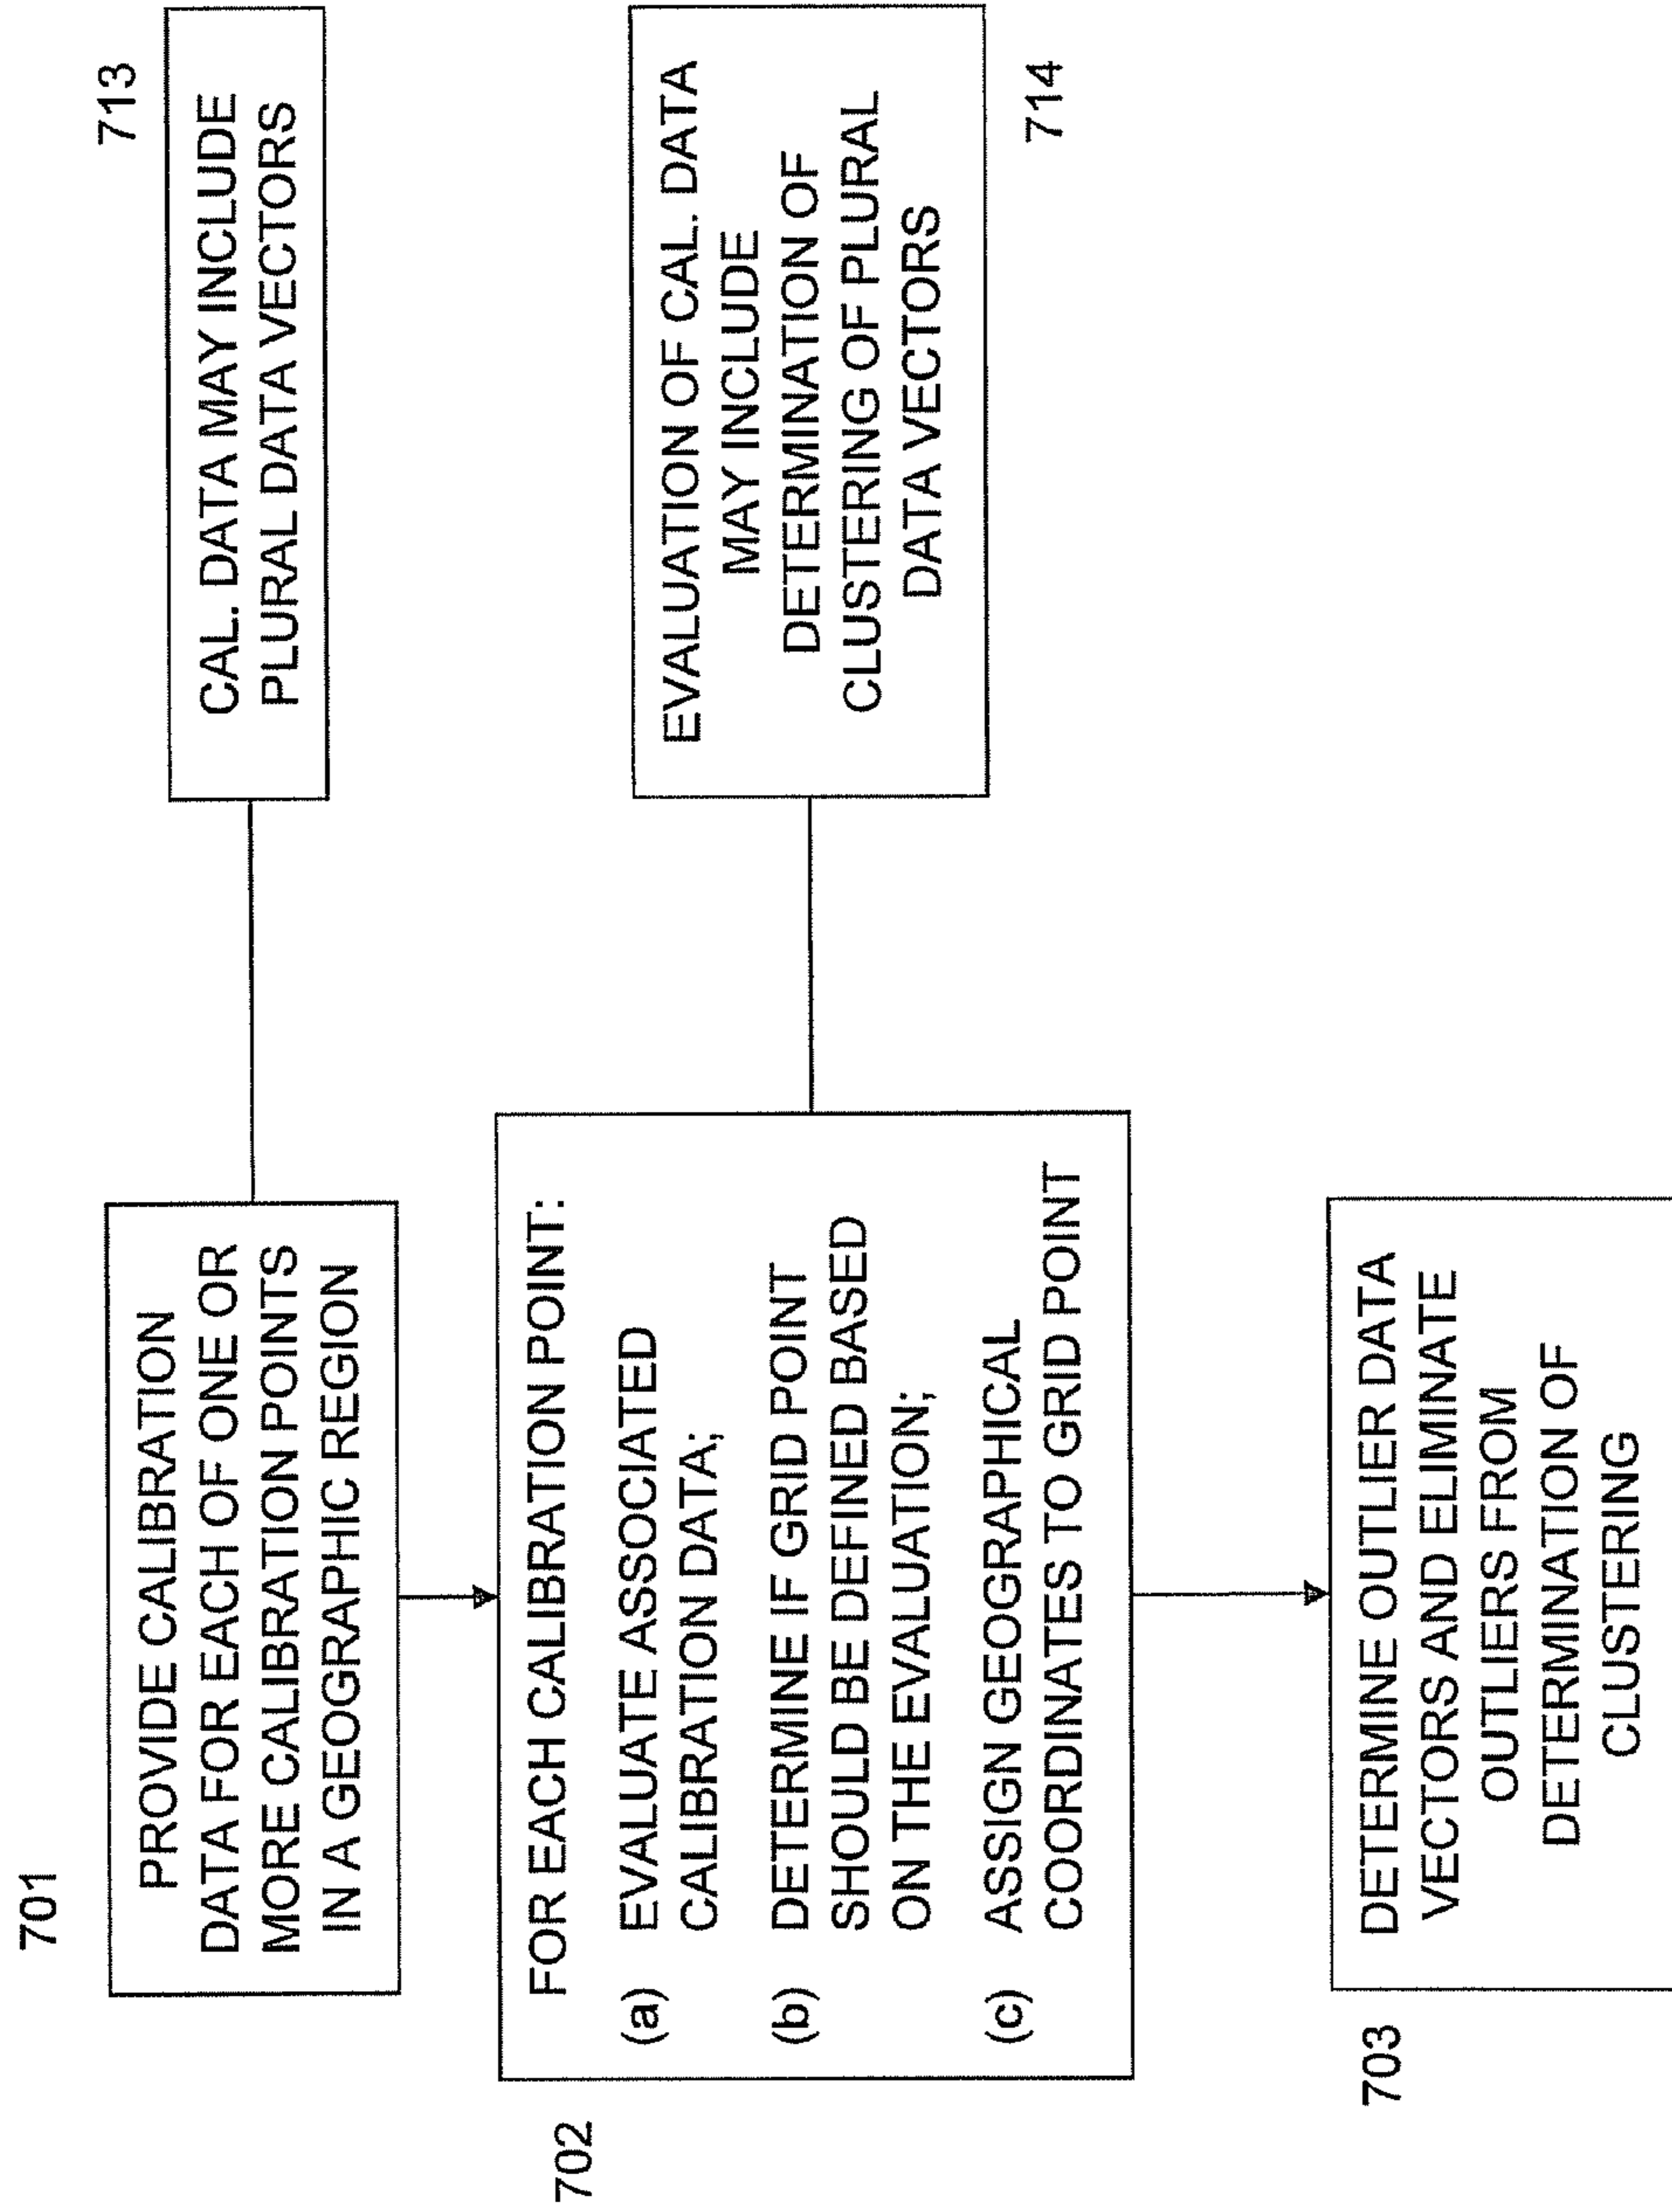 701
PROVIDE CALIBRATION
DATA FOR EACH OF ONE OR
MORE CALIBRATION POINTS
IN A GEOGRAPHIC REGION
713
CAL. DATA MAY INCLUDE
PLURAL DATA VECTORS
702
FOR EACH CALIBRATION POINT:
(a) EVALUATE ASSOCIATED
CALIBRATION DATA;
(b) DETERMINE IF GRID POINT
SHOULD BE DEFINED BASED
ON THE EVALUATION;
(c) ASSIGN GEOGRAPHICAL
COORDINATES TO GRID POINT
EVALUATION OF CAL. DATA
MAY INCLUDE
DETERMINATION OF
CLUSTERING OF PLURAL
DATA VECTORS
714
703
DETERMINE OUTLIER DATA
VECTORS AND ELIMINATE
OUTLIERS FROM
DETERMINATION OF
CLUSTERING